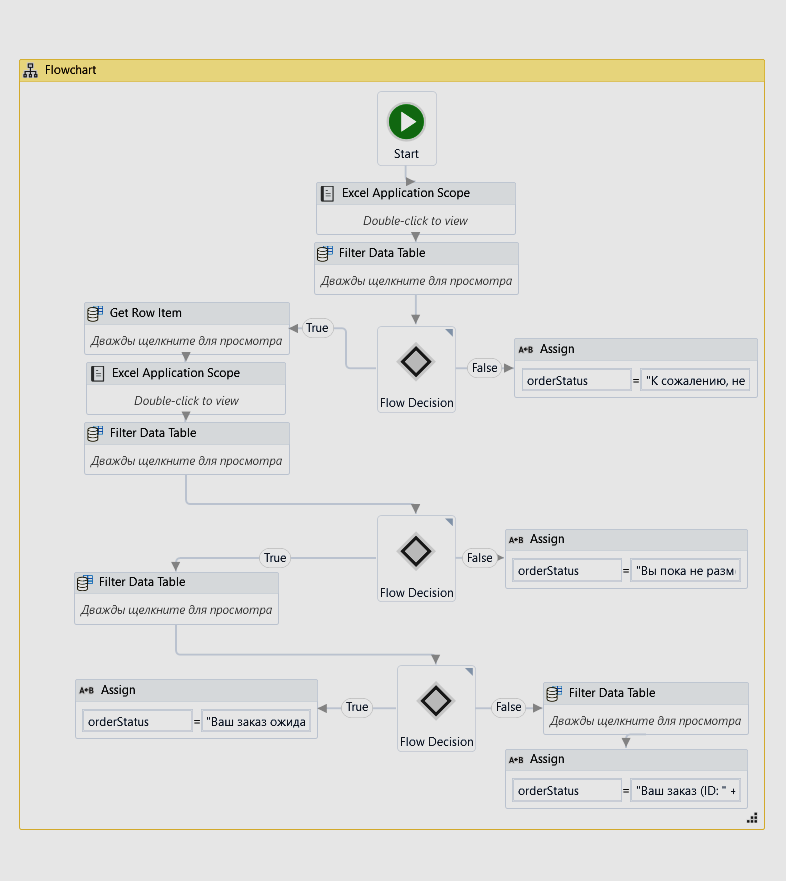 Flowchart
Start
Excel Application Scope
Double-click to view
Filter Data Table
Дважды щелкните для просмотра
Get Row Item
Дважды щелкните для просмотра
True
Flow Decision
False
A+B Assign
orderStatus = "К сожалению, не
Excel Application Scope
Double-click to view
Filter Data Table
Дважды щелкните для просмотра
True
Flow Decision
False
A+B Assign
orderStatus = "Вы пока не разм
Filter Data Table
Дважды щелкните для просмотра
A+B Assign
orderStatus = "Ваш заказ ожида
True
Flow Decision
False
Filter Data Table
Дважды щелкните для просмотра
A+B Assign
orderStatus = "Ваш заказ (ID: " +